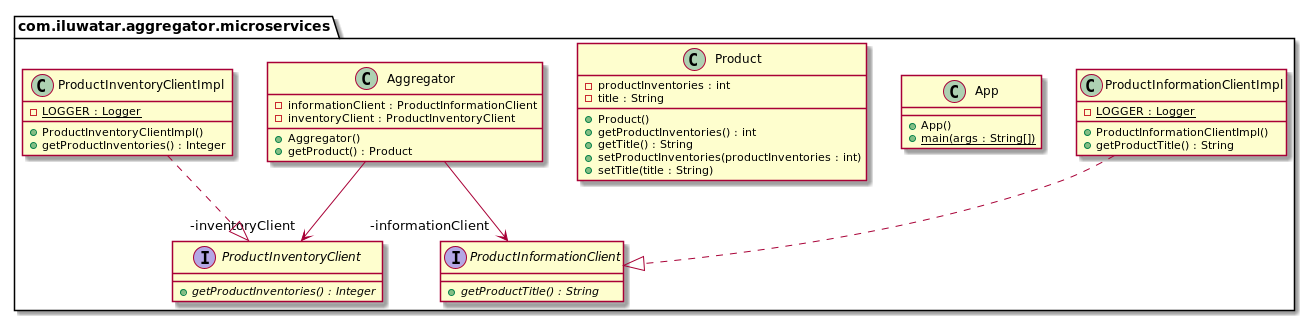 com.iluwatar.aggregator.microservices
C ProductInventoryClientImpl
LOGGER : Logger
ProductInventoryClientImpl()
getProductInventories() : Integer
C Aggregator
informationClient : ProductInformationClient
inventoryClient : ProductInventoryClient
Aggregator()
getProduct() : Product
C Product
productInventories : int
title : String
Product()
getProductInventories() : int
getTitle() : String
setProductInventories(productInventories : int)
setTitle(title : String)
C App
App()
main(args : String[])
C ProductInformationClientImpl
LOGGER : Logger
ProductInformationClientImpl()
getProductTitle() : String
-inventoryClient
-informationClient
I ProductInventoryClient
getProductInventories() : Integer
I ProductInformationClient
getProductTitle() : String